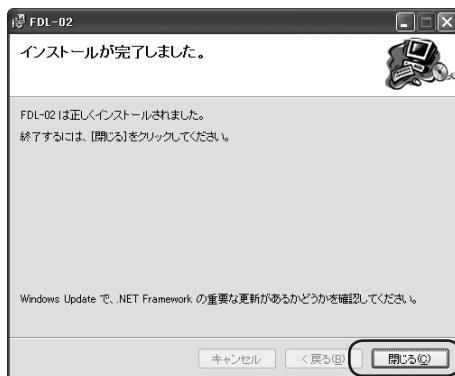 FDL-02
インストールが完了しました。
FDL-02 は正しくインストールされました。
終了するには、[閉じる]をクリックしてください。
Windows Update で、.NET Framework の重要な更新があるかどうかを確認してください。
キャンセル
< 戻る(B)
閉じる(C)